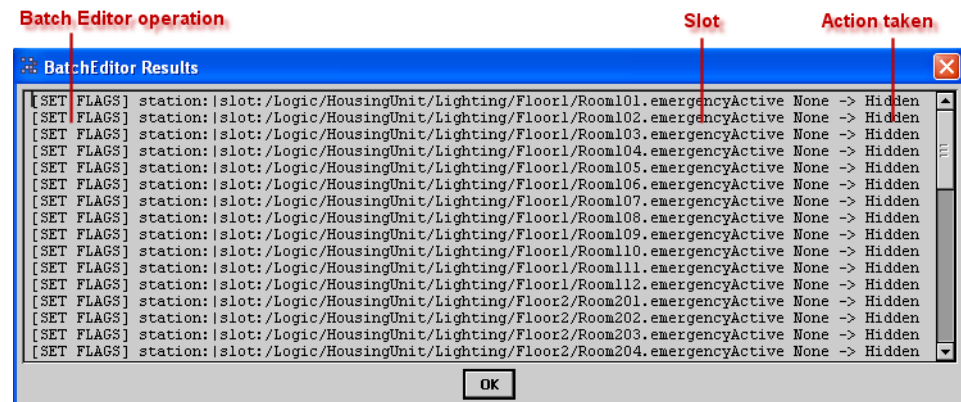 Batch Editor operation Slot Action taken
BatchEditor Results
[SET FLAGS] station:|slot:/Logic/HousingUnit/Lighting/Floor1/Room101.emergencyActive None -> Hidden
[SET FLAGS] station:|slot:/Logic/HousingUnit/Lighting/Floor1/Room102.emergencyActive None -> Hidden
[SET FLAGS] station:|slot:/Logic/HousingUnit/Lighting/Floor1/Room103.emergencyActive None -> Hidden
[SET FLAGS] station:|slot:/Logic/HousingUnit/Lighting/Floor1/Room104.emergencyActive None -> Hidden
[SET FLAGS] station:|slot:/Logic/HousingUnit/Lighting/Floor1/Room105.emergencyActive None -> Hidden
[SET FLAGS] station:|slot:/Logic/HousingUnit/Lighting/Floor1/Room106.emergencyActive None -> Hidden
[SET FLAGS] station:|slot:/Logic/HousingUnit/Lighting/Floor1/Room107.emergencyActive None -> Hidden
[SET FLAGS] station:|slot:/Logic/HousingUnit/Lighting/Floor1/Room108.emergencyActive None -> Hidden
[SET FLAGS] station:|slot:/Logic/HousingUnit/Lighting/Floor1/Room109.emergencyActive None -> Hidden
[SET FLAGS] station:|slot:/Logic/HousingUnit/Lighting/Floor1/Room110.emergencyActive None -> Hidden
[SET FLAGS] station:|slot:/Logic/HousingUnit/Lighting/Floor1/Room111.emergencyActive None -> Hidden
[SET FLAGS] station:|slot:/Logic/HousingUnit/Lighting/Floor1/Room112.emergencyActive None -> Hidden
[SET FLAGS] station:|slot:/Logic/HousingUnit/Lighting/Floor2/Room201.emergencyActive None -> Hidden
[SET FLAGS] station:|slot:/Logic/HousingUnit/Lighting/Floor2/Room202.emergencyActive None -> Hidden
[SET FLAGS] station:|slot:/Logic/HousingUnit/Lighting/Floor2/Room203.emergencyActive None -> Hidden
[SET FLAGS] station:|slot:/Logic/HousingUnit/Lighting/Floor2/Room204.emergencyActive None -> Hidden
OK